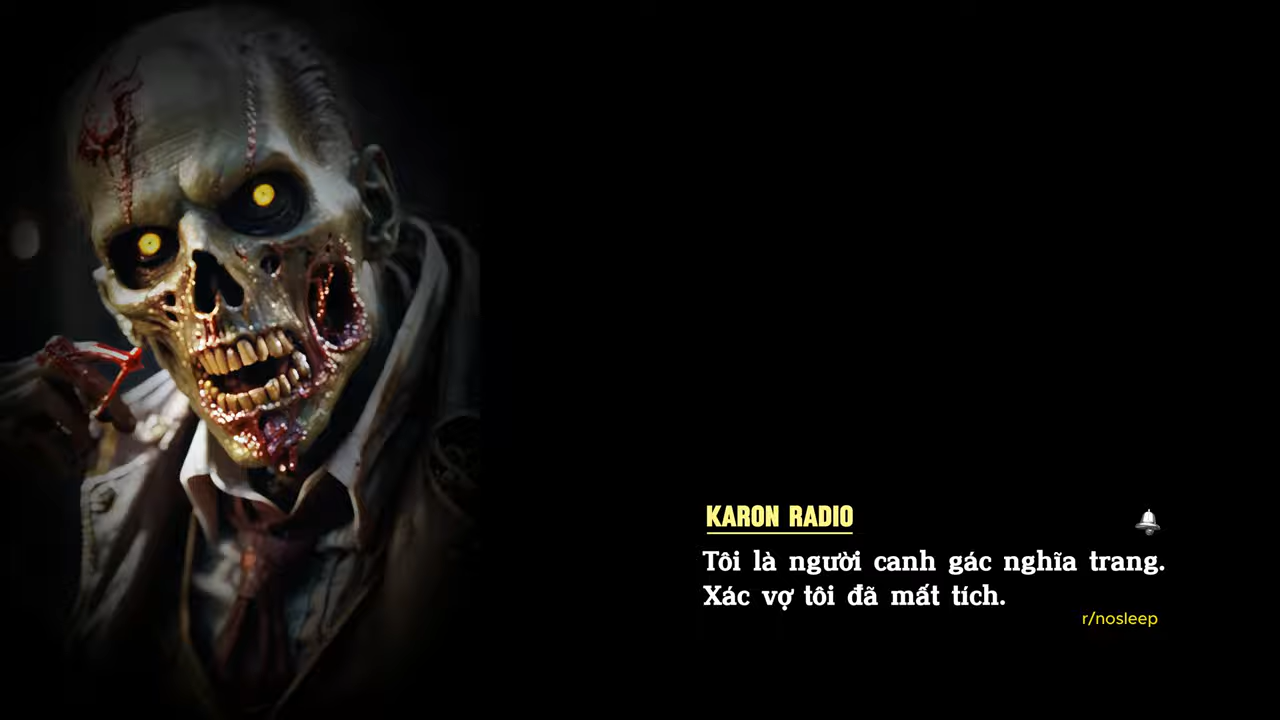 KARON RADIO
Tôi là người canh gác nghĩa trang.
Xác vợ tôi đã mất tích.
r/nosleep